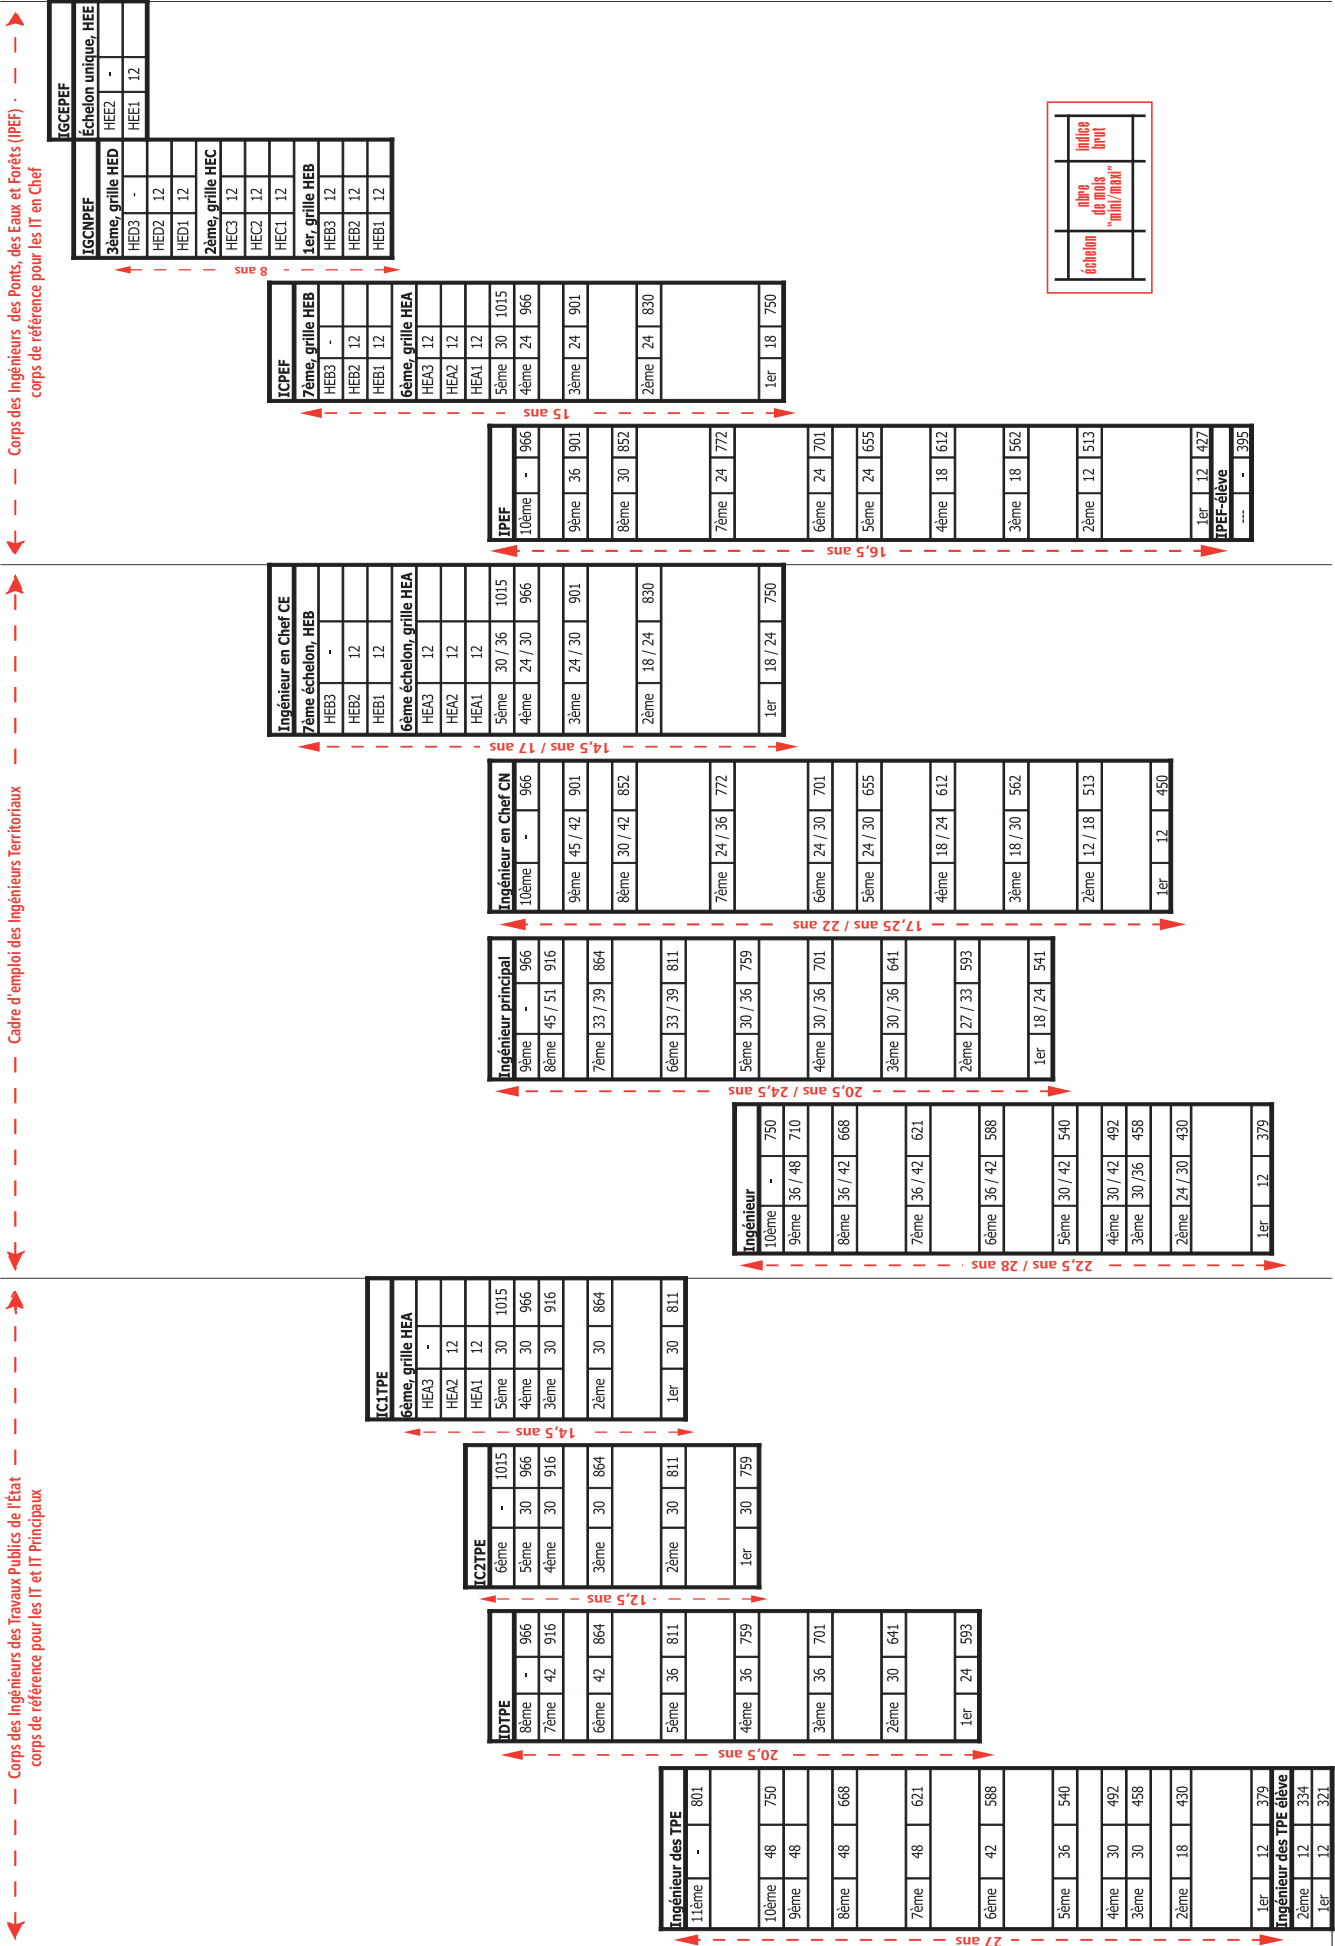 Corps des Ingénieurs des Travaux Publics de l'État
corps de référence pour les IT et IT Principaux
Ingénieur des TPE
11ème - 801
10ème 48 750
9ème 48
8ème 48 668
7ème 48 621
6ème 42 588
5ème 36 540
4ème 30 492
3ème 30 458
2ème 18 430
1er 12 379
Ingénieur des TPE élève
2ème 12 334
1er 12 321
27 ans
IDTPE
8ème - 966
7ème 42 916
6ème 42 864
5ème 36 811
4ème 36 759
3ème 36 701
2ème 30 641
1er 24 593
20,5 ans
IC2TPE
6ème - 1015
5ème 30 966
4ème 30 916
3ème 30 864
2ème 30 811
1er 30 759
12,5 ans
IC1TPE
6ème, grille HEA
HEA3 -
HEA2 12
HEA1 12
5ème 30 1015
4ème 30 966
3ème 30 916
2ème 30 864
1er 30 811
14,5 ans
Cadre d'emploi des Ingénieurs Territoriaux
Ingénieur
10ème - 750
9ème 36 / 48 710
8ème 36 / 42 668
7ème 36 / 42 621
6ème 36 / 42 588
5ème 30 / 42 540
4ème 30 / 42 492
3ème 30 /36 458
2ème 24 / 30 430
1er 12 379
22,5 ans / 28 ans
Ingénieur principal
9ème - 966
8ème 45 / 51 916
7ème 33 / 39 864
6ème 33 / 39 811
5ème 30 / 36 759
4ème 30 / 36 701
3ème 30 / 36 641
2ème 27 / 33 593
1er 18 / 24 541
20,5 ans / 24,5 ans
Ingénieur en Chef CN
10ème - 966
9ème 45 / 42 901
8ème 30 / 42 852
7ème 24 / 36 772
6ème 24 / 30 701
5ème 24 / 30 655
4ème 18 / 24 612
3ème 18 / 30 562
2ème 12 / 18 513
1er 12 450
17,25 ans / 22 ans
Ingénieur en Chef CE
7ème échelon, HEB
HEB3 -
HEB2 12
HEB1 12
6ème échelon, grille HEA
HEA3 12
HEA2 12
HEA1 12
5ème 30 / 36 1015
4ème 24 / 30 966
3ème 24 / 30 901
2ème 18 / 24 830
1er 18 / 24 750
14,5 ans / 17 ans
Corps des Ingénieurs des Ponts, des Eaux et Forêts (IPEF)
corps de référence pour les IT en Chef
IPEF
10ème - 966
9ème 36 901
8ème 30 852
7ème 24 772
6ème 24 701
5ème 24 655
4ème 18 612
3ème 18 562
2ème 12 513
1er 12 427
IPEF-élève
--- - 395
16,5 ans
ICPEF
7ème, grille HEB
HEB3 -
HEB2 12
HEB1 12
6ème, grille HEA
HEA3 12
HEA2 12
HEA1 12
5ème 30 1015
4ème 24 966
3ème 24 901
2ème 24 830
1er 18 750
15 ans
IGCNPEF
3ème, grille HED
HED3 -
HED2 12
HED1 12
2ème, grille HEC
HEC3 12
HEC2 12
HEC1 12
1er, grille HEB
HEB3 12
HEB2 12
HEB1 12
8 ans
IGCEPEF
Échelon unique, HEE
HEE2 -
HEE1 12
échelon
nbre
de mois
"mini/maxi"
indice
brut